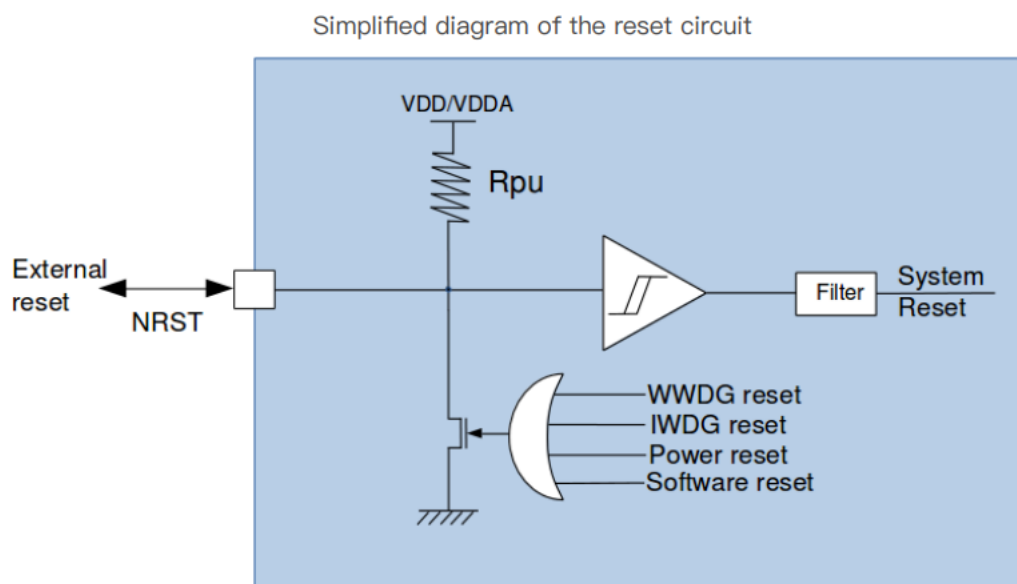 Simplified diagram of the reset circuit
VDD/VDDA
Rpu
External
reset
NRST
Filter
System
Reset
WWDG reset
IWDG reset
Power reset
Software reset